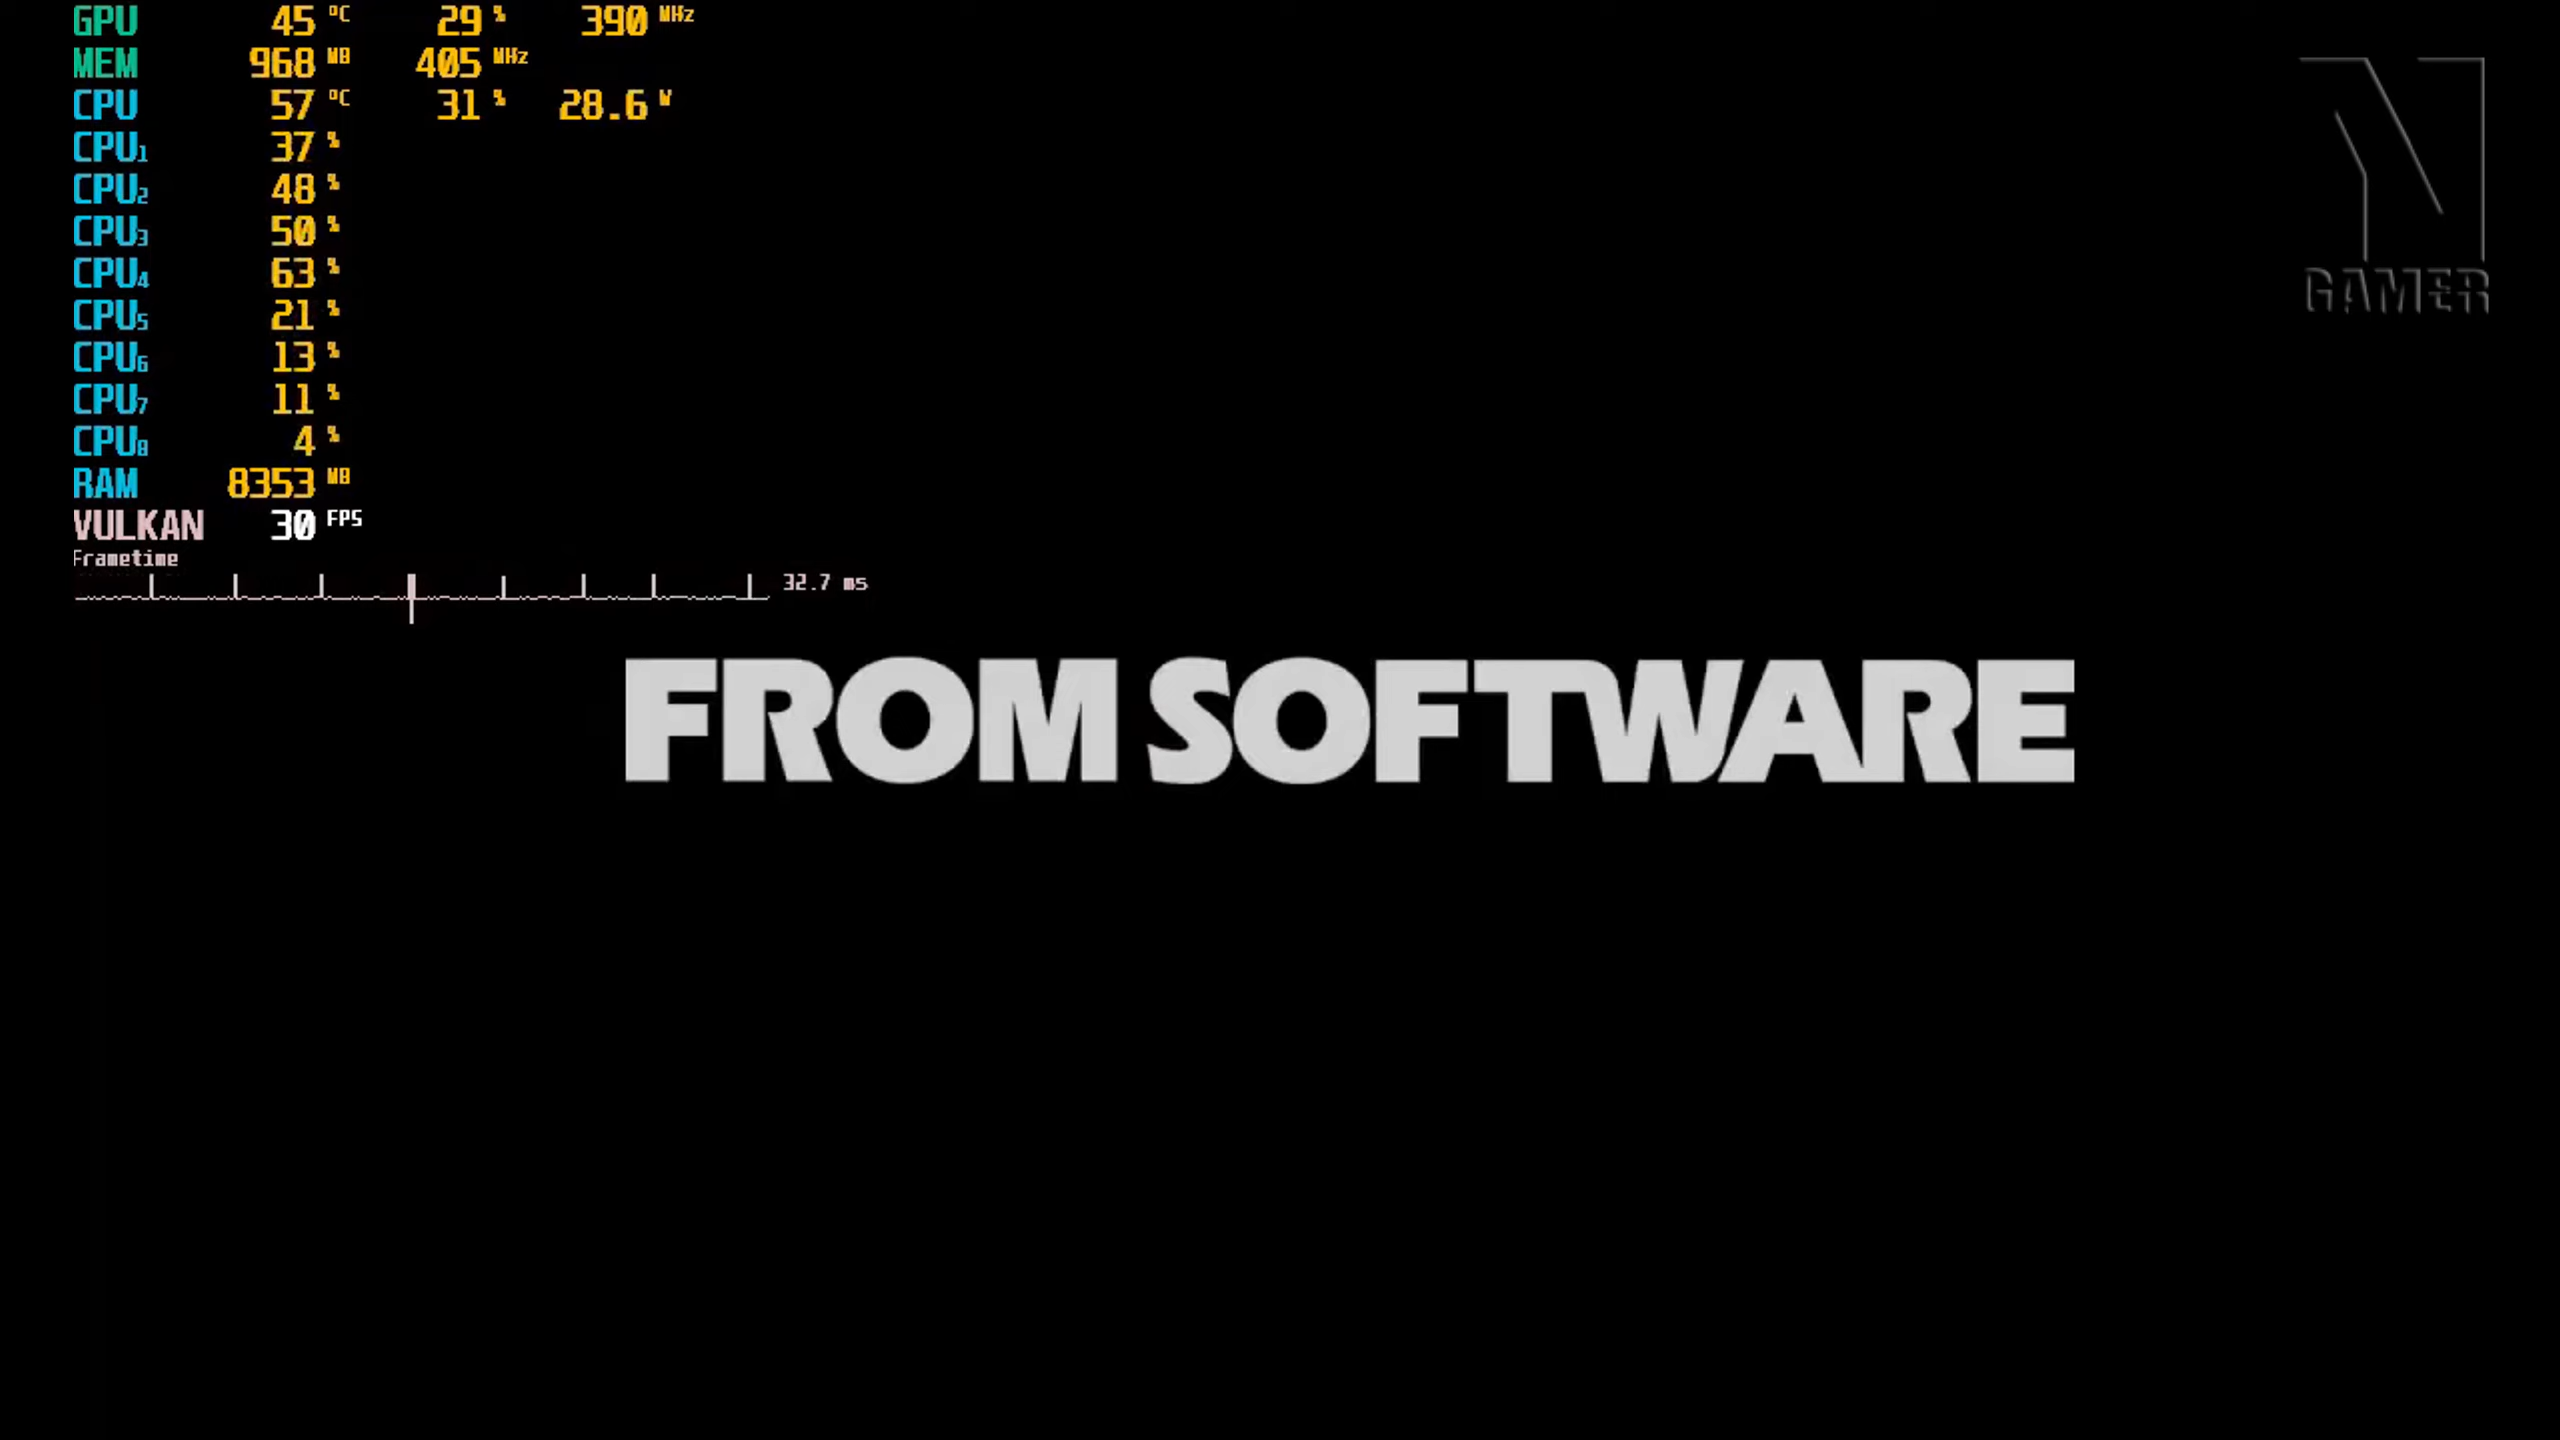 GPU 45 °C 29 % 390 MHz
MEM 968 MB 405 MHz
CPU 57 °C 31 % 28.6 W
CPU1 37 %
CPU2 48 %
CPU3 50 %
CPU4 63 %
CPU5 21 %
CPU6 13 %
CPU7 11 %
CPU8 4 %
RAM 8353 MB
VULKAN 30 FPS
Frametime
32.7 ms
GAMER
FROM SOFTWARE